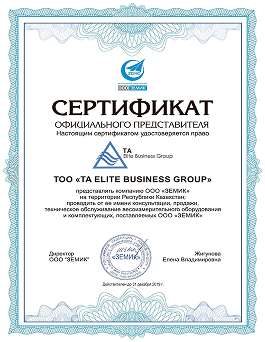 ООО "ЗЕМИК"
СЕРТИФИКАТ
ОФИЦИАЛЬНОГО ПРЕДСТАВИТЕЛЯ
Настоящим сертификатом удостоверяется право
TA
Elite Business Group
ТОО «TA ELITE BUSINESS GROUP»
представлять компанию ООО «ЗЕМИК»
на территории Республики Казахстан;
проводить от ее имени консультации, продажи,
техническое обслуживание весоизмерительного оборудования
и комплектующих, поставляемых ООО «ЗЕМИК»
Директор
ООО "ЗЕМИК"
«ЗЕМИК»
Жигунова
Елена Владимировна
Действителен до 31 декабря 2019 г.